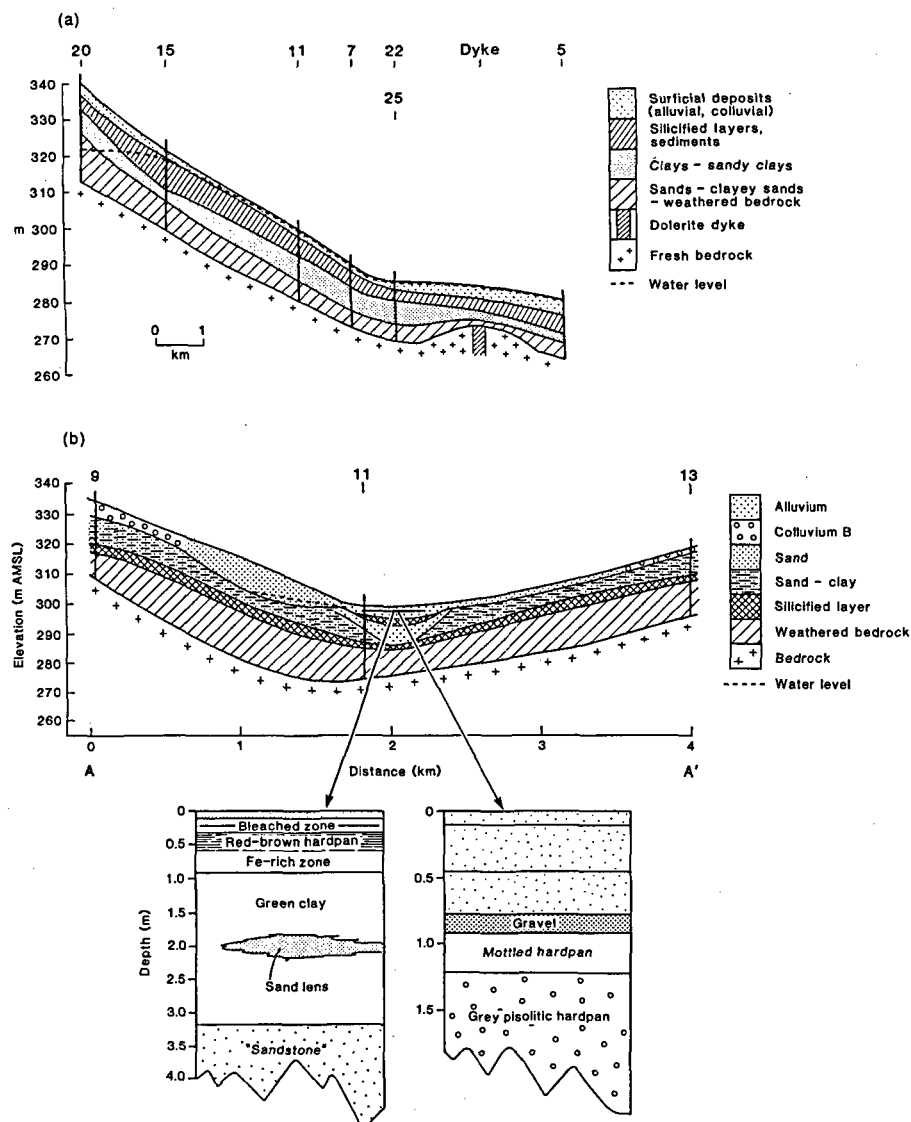 (a)
20 15 11 7 22 Dyke 5
25
340
330
320
310
m 300
290
280
270
260
0 1
km
Surficial deposits
(alluvial, colluvial)
Silicified layers,
sediments
Clays - sandy clays
Sands - clayey sands
- weathered bedrock
Dolerite dyke
Fresh bedrock
Water level
(b)
9 11 13
340
330
320
310
300
290
280
270
260
Elevation (m AMSL)
0 1 2 3 4
A Distance (km) A'
Alluvium
Colluvium B
Sand
Sand - clay
Silicified layer
Weathered bedrock
Bedrock
Water level
0
0.5
1.0
1.5
2.0
2.5
3.0
3.5
4.0
Depth (m)
Bleached zone
Red-brown hardpan
Fe-rich zone
Green clay
Sand lens
"Sandstone"
0
0.5
1.0
1.5
Gravel
Mottled hardpan
Grey pisolitic hardpan